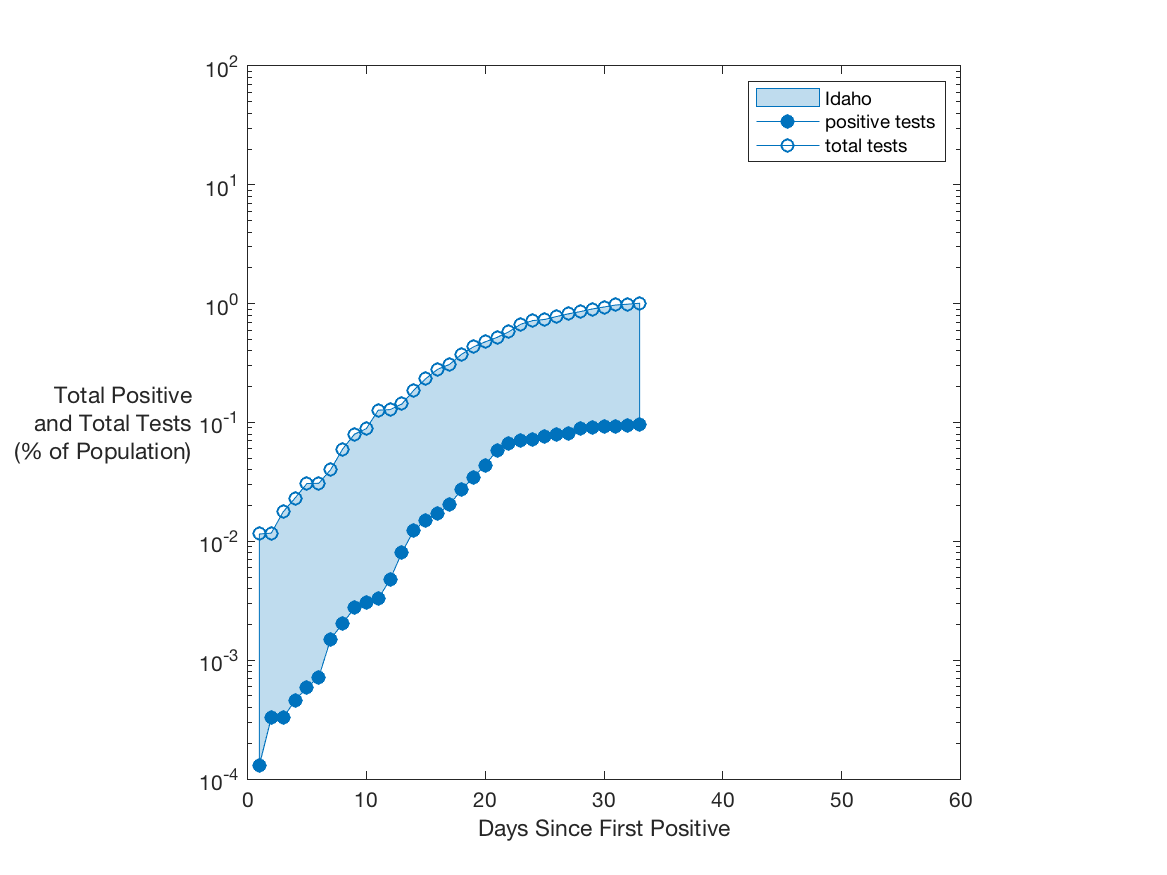 10^2
10^1
10^0
10^-1
10^-2
10^-3
10^-4
Total Positive
and Total Tests
(% of Population)
Idaho
positive tests
total tests
0 10 20 30 40 50 60
Days Since First Positive